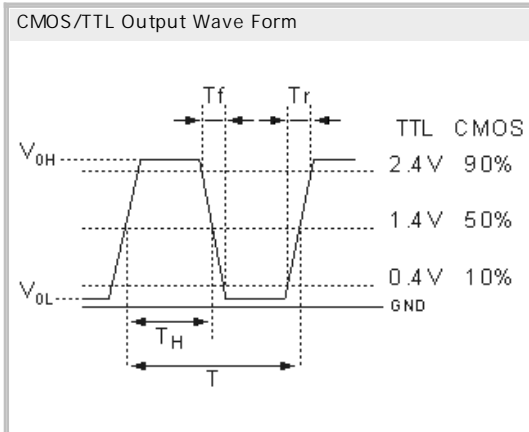 CMOS/TTL Output Wave Form
Tf Tr
TTL CMOS
V0H 2.4V 90%
1.4V 50%
0.4V 10%
V0L GND
TH
T